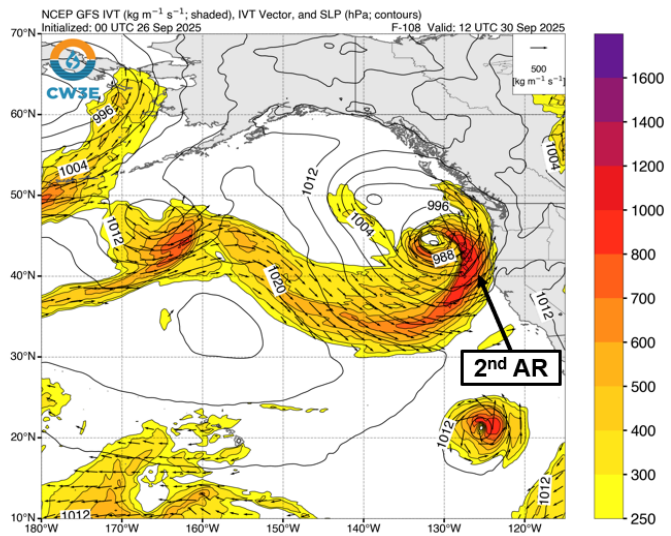 NCEP GFS IVT (kg m⁻¹ s⁻¹; shaded), IVT Vector, and SLP (hPa; contours)
Initialized: 00 UTC 26 Sep 2025 F-108 Valid: 12 UTC 30 Sep 2025
70°N
60°N
50°N
40°N
30°N
20°N
10°N
180°W
170°W
160°W
150°W
140°W
130°W
120°W
CW3E
500
[kg m⁻¹ s⁻¹]
996
1004
1012
1012
1004
996
988
1020
1004
1012
2nd AR
1012
1012
1012
1600
1400
1200
1000
800
700
600
500
400
300
250